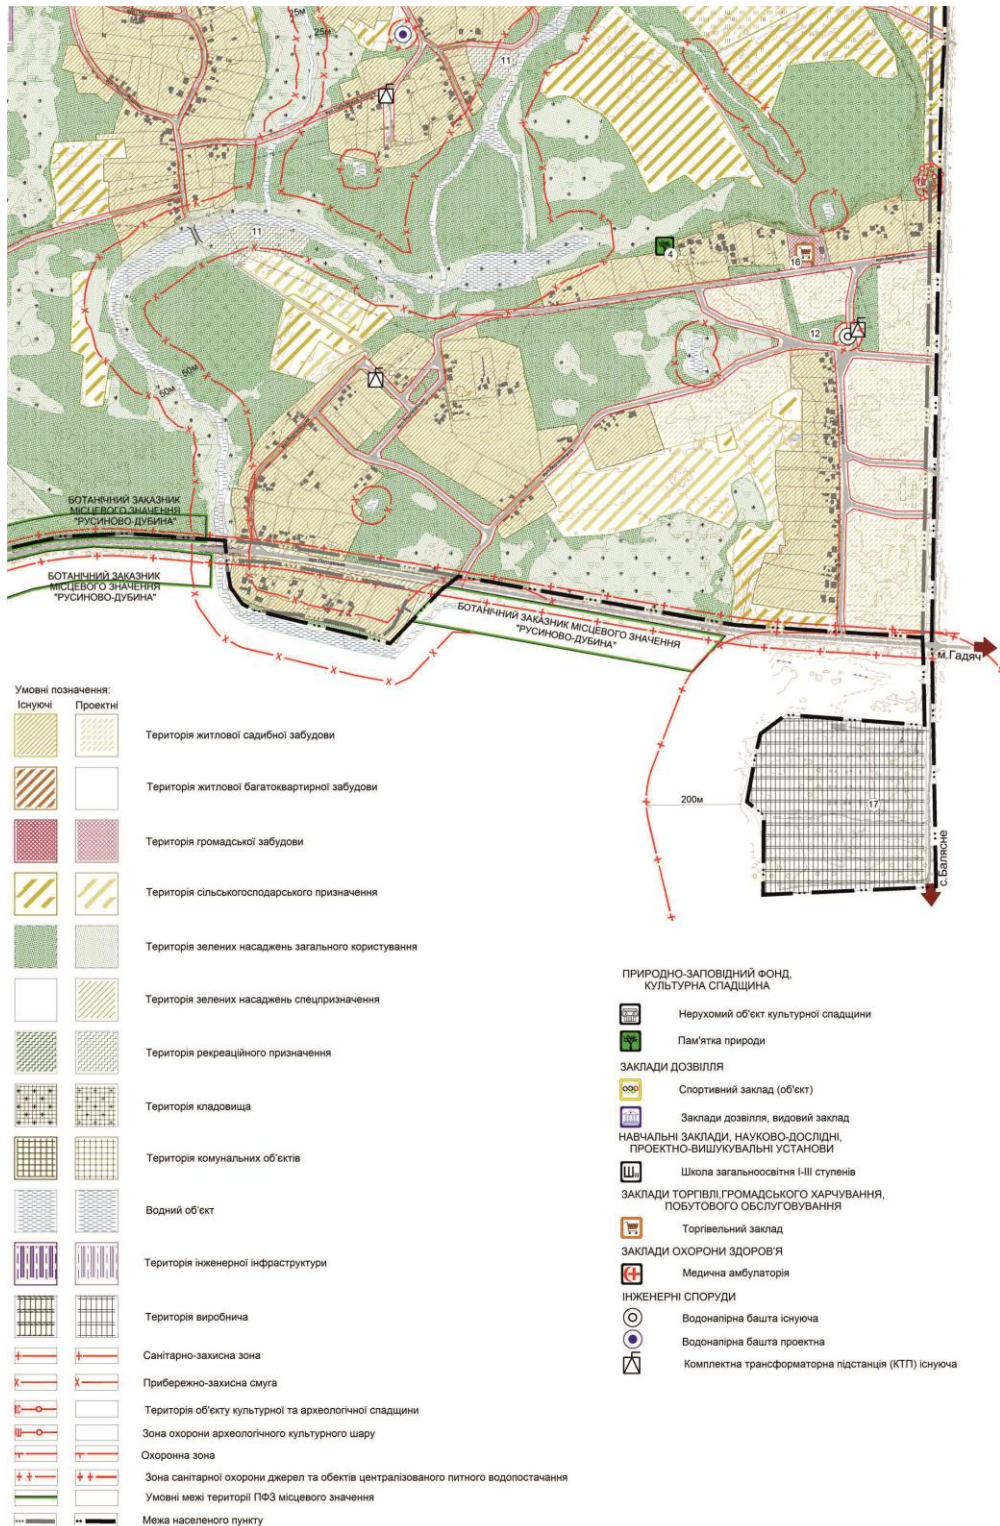 25м
25м
11
11
4
16
12
50м
50м
БОТАНІЧНИЙ ЗАКАЗНИК
МІСЦЕВОГО ЗНАЧЕННЯ
"РУСИНОВО-ДУБИНА"
БОТАНІЧНИЙ ЗАКАЗНИК
МІСЦЕВОГО ЗНАЧЕННЯ
"РУСИНОВО-ДУБИНА"
БОТАНІЧНИЙ ЗАКАЗНИК МІСЦЕВОГО ЗНАЧЕННЯ
"РУСИНОВО-ДУБИНА"
м.Гадяч
200м
17
с.Балясне
Умовні позначення:
Існуючі Проектні
Територія житлової садибної забудови
Територія житлової багатоквартирної забудови
Територія громадської забудови
Територія сільськогосподарського призначення
Територія зелених насаджень загального користування
Територія зелених насаджень спецпризначення
Територія рекреаційного призначення
Територія кладовища
Територія комунальних об'єктів
Водний об'єкт
Територія інженерної інфраструктури
Територія виробнича
Санітарно-захисна зона
Прибережно-захисна смуга
Територія об'єкту культурної та археологічної спадщини
Зона охорони археологічного культурного шару
Охоронна зона
Зона санітарної охорони джерел та обектів централізованого питного водопостачання
Умовні межі території ПФЗ місцевого значення
Межа населеного пункту
ПРИРОДНО-ЗАПОВІДНИЙ ФОНД,
КУЛЬТУРНА СПАДЩИНА
Нерухомий об'єкт культурної спадщини
Пам'ятка природи
ЗАКЛАДИ ДОЗВІЛЛЯ
Спортивний заклад (об'єкт)
Заклади дозвілля, видовий заклад
НАВЧАЛЬНІ ЗАКЛАДИ, НАУКОВО-ДОСЛІДНІ,
ПРОЕКТНО-ВИШУКУВАЛЬНІ УСТАНОВИ
Школа загальноосвітня І-ІІІ ступенів
ЗАКЛАДИ ТОРГІВЛІ,ГРОМАДСЬКОГО ХАРЧУВАННЯ,
ПОБУТОВОГО ОБСЛУГОВУВАННЯ
Торгівельний заклад
ЗАКЛАДИ ОХОРОНИ ЗДОРОВ'Я
Медична амбулаторія
ІНЖЕНЕРНІ СПОРУДИ
Водонапірна башта існуюча
Водонапірна башта проектна
Комплектна трансформаторна підстанція (КТП) існуюча